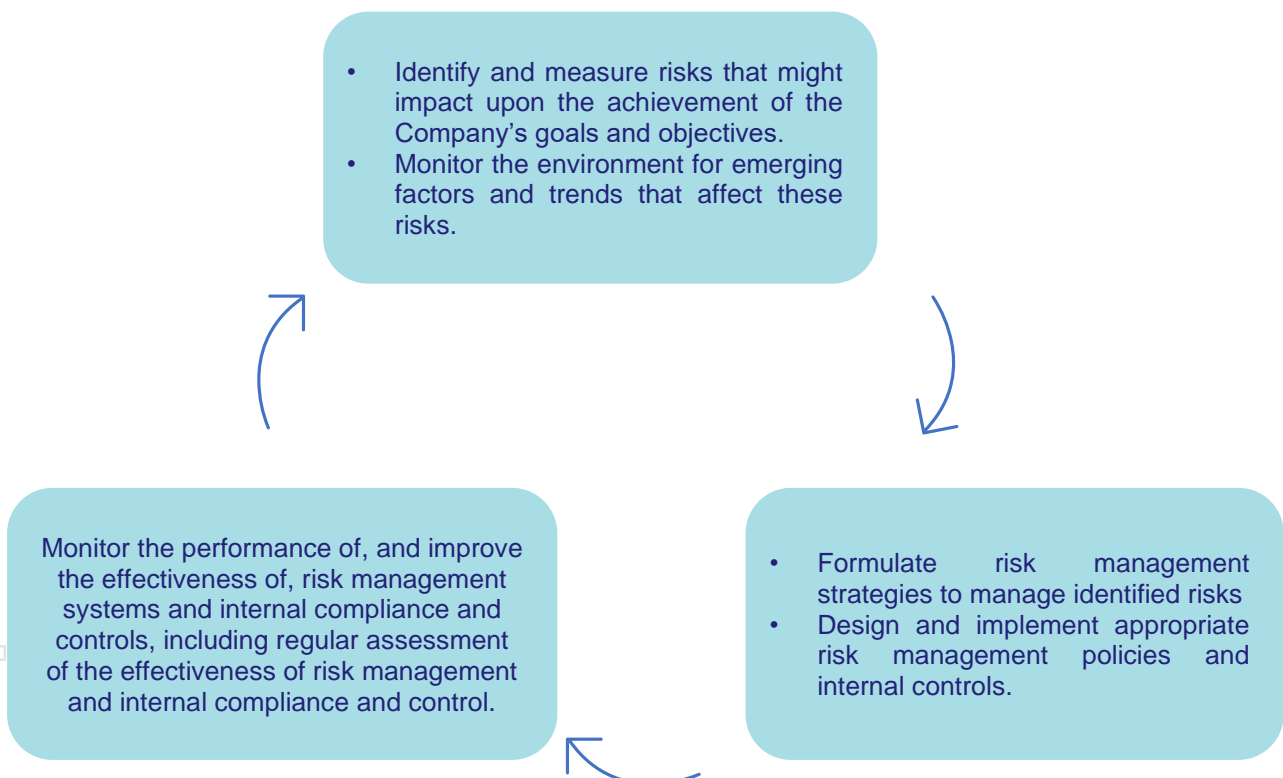 • Identify and measure risks that might
impact upon the achievement of the
Company’s goals and objectives.
• Monitor the environment for emerging
factors and trends that affect these
risks.
Monitor the performance of, and improve
the effectiveness of, risk management
systems and internal compliance and
controls, including regular assessment
of the effectiveness of risk management
and internal compliance and control.
• Formulate risk management
strategies to manage identified risks
• Design and implement appropriate
risk management policies and
internal controls.